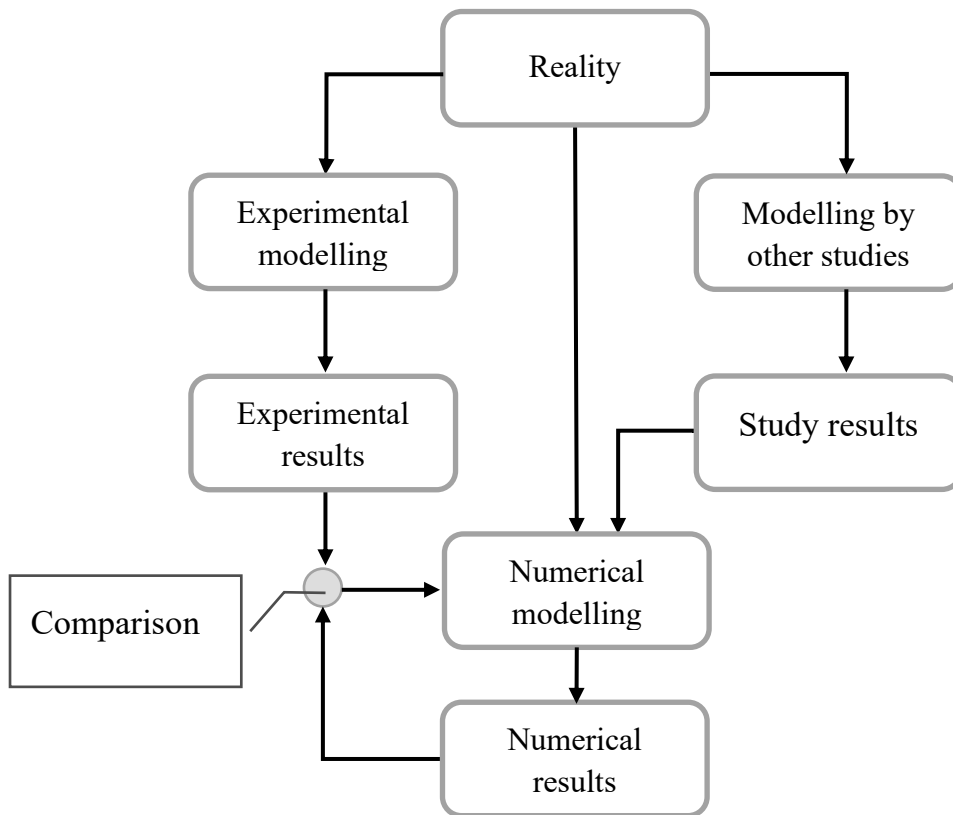 Reality
Experimental
modelling
Modelling by
other studies
Experimental
results
Study results
Numerical
modelling
Comparison
Numerical
results